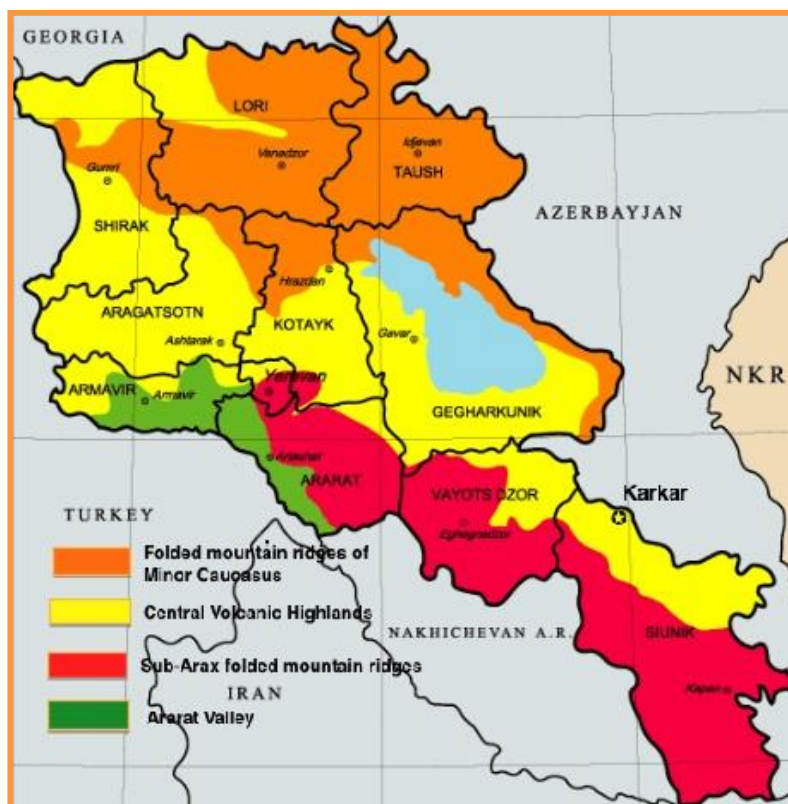 GEORGIA
LORI
Idjevan
Vanadzor
TAUSH
Gumri
AZERBAYJAN
SHIRAK
Hrazdan
ARAGATSOTN
KOTAYK
Ashtarak
Gavar
NKR
ARMAVIR
Yerevan
Armavir
GEGHARKUNIK
Artashat
ARARAT
VAYOTS DZOR
Karkar
TURKEY
Eghegnadzor
Folded mountain ridges of
Minor Caucasus
Central Volcanic Highlands
NAKHICHEVAN A.R.
SIUNIK
Sub-Arax folded mountain ridges
Kapan
IRAN
Ararat Valley